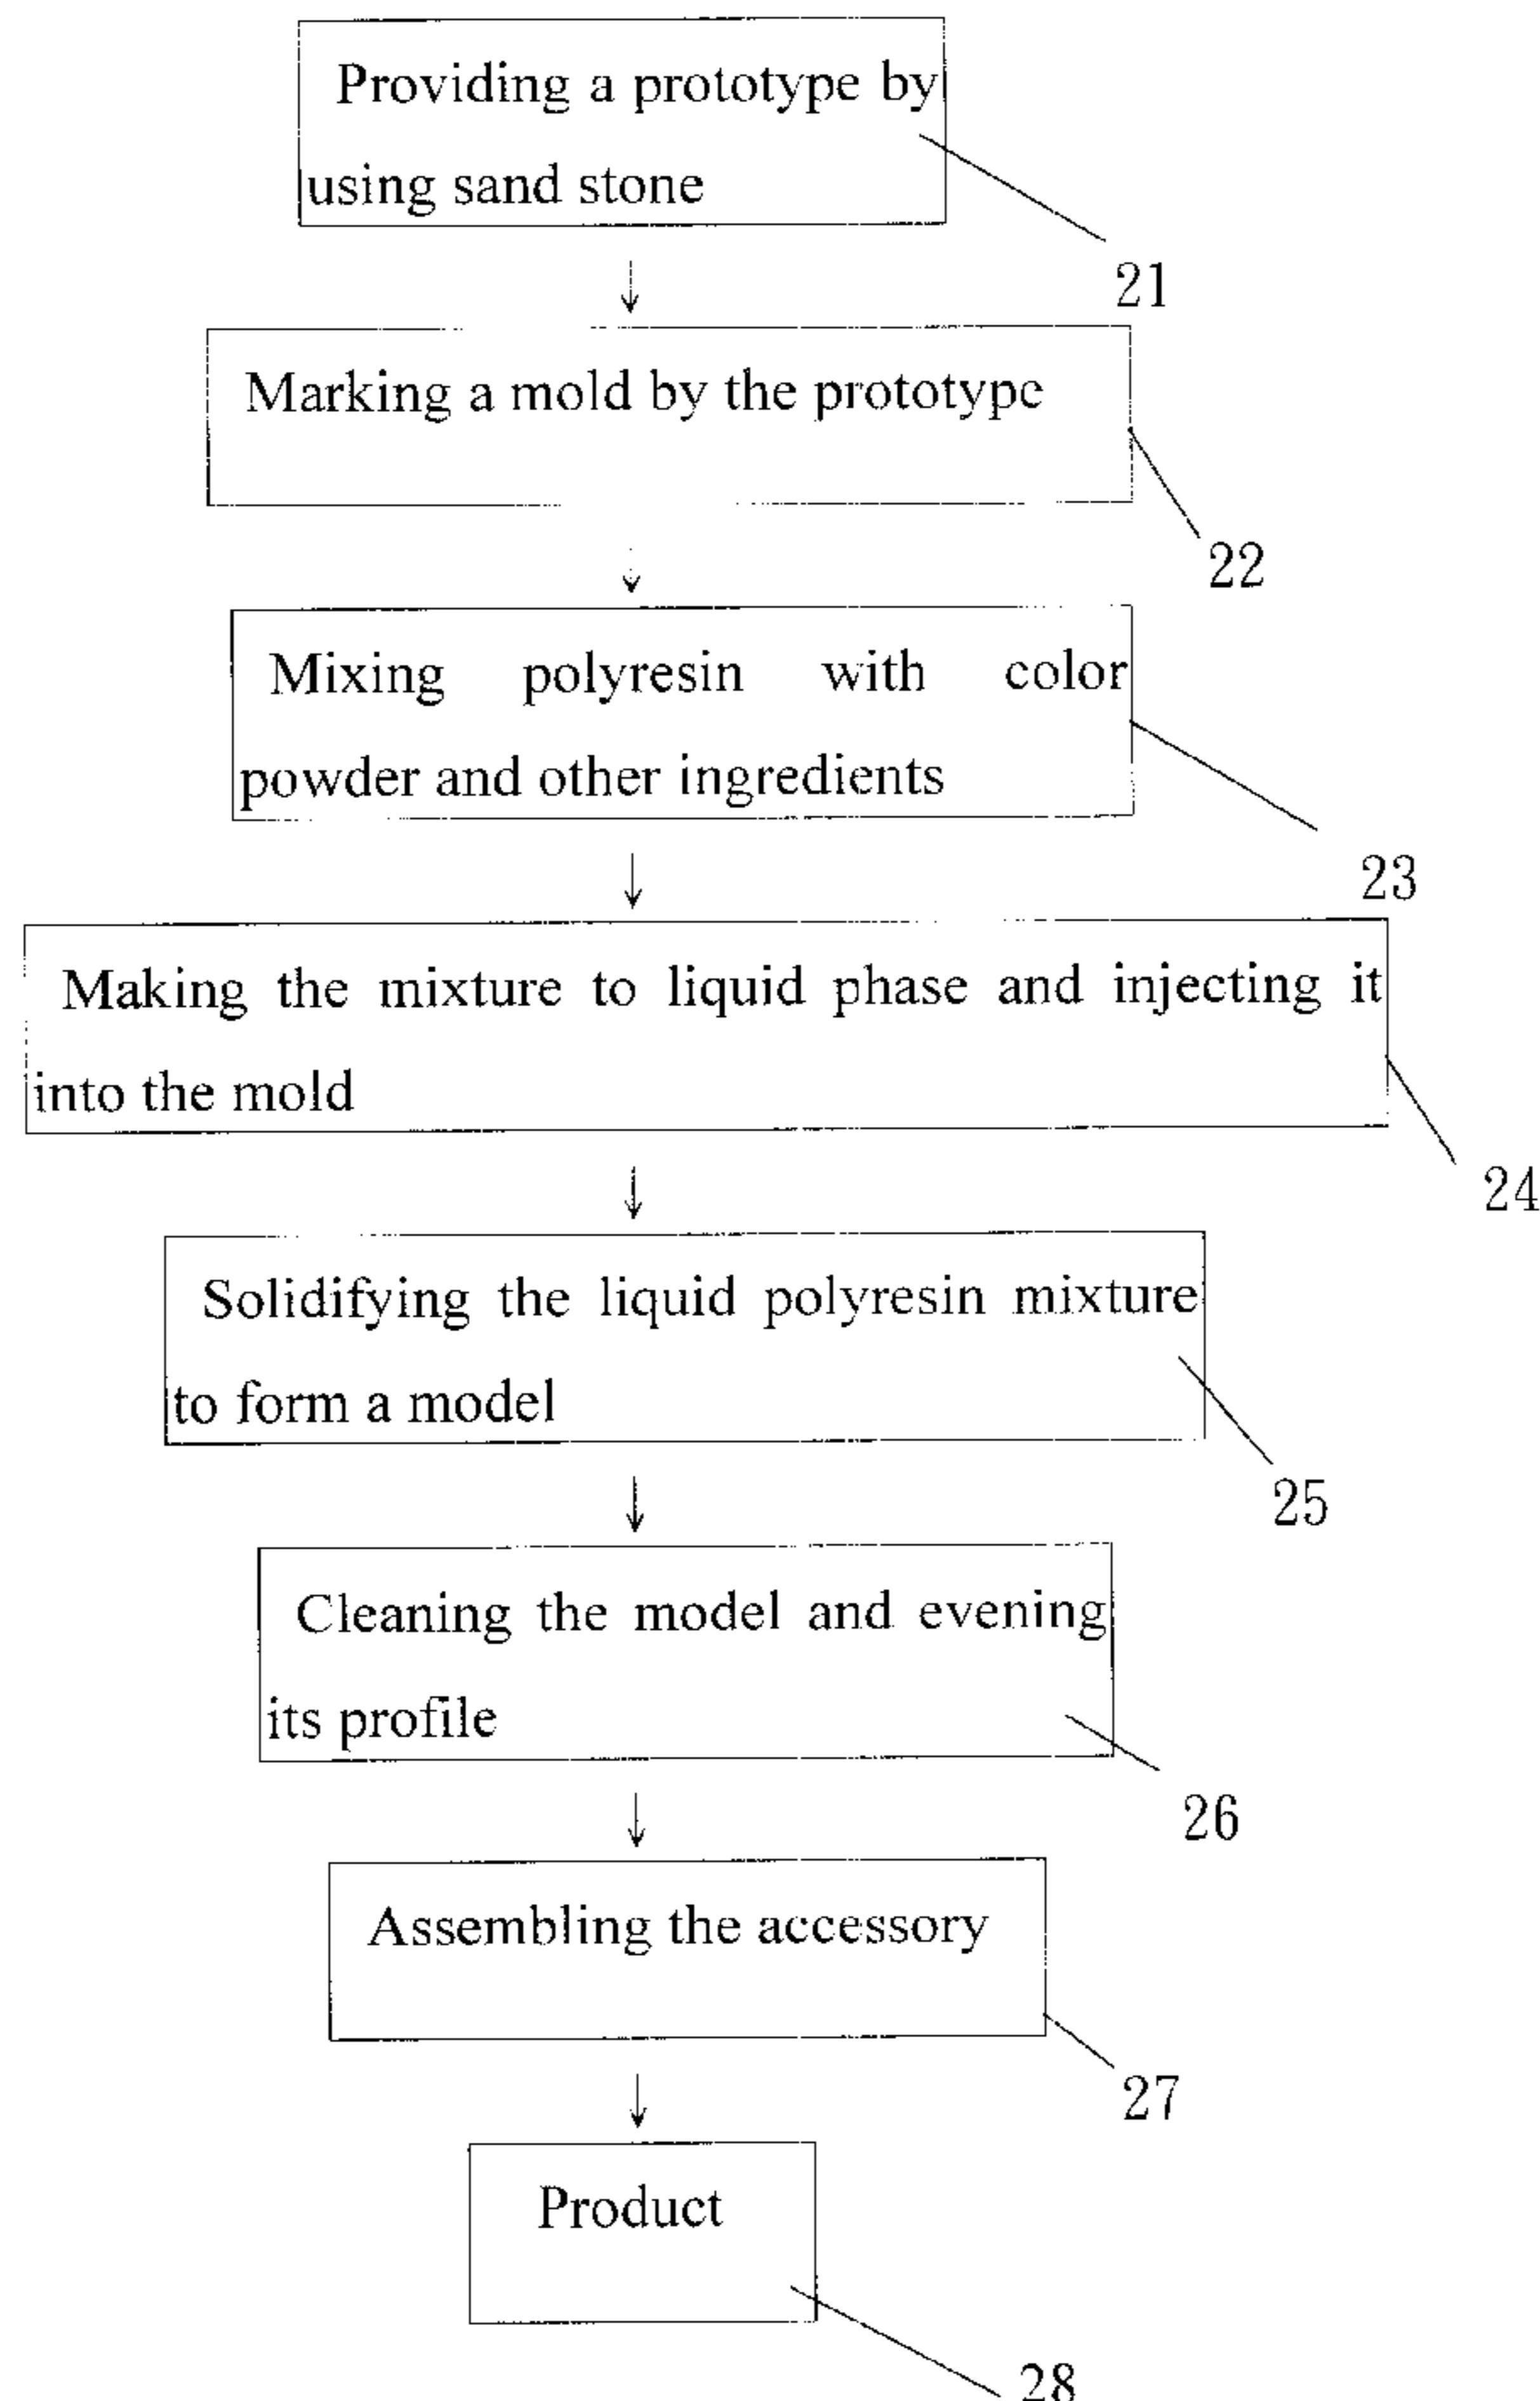 Providing a prototype by
using sand stone
21
Marking a mold by the prototype
22
Mixing polyresin with color
powder and other ingredients
23
Making the mixture to liquid phase and injecting it
into the mold
24
Solidifying the liquid polyresin mixture
to form a model
25
Cleaning the model and evening
its profile
26
Assembling the accessory
27
Product
28